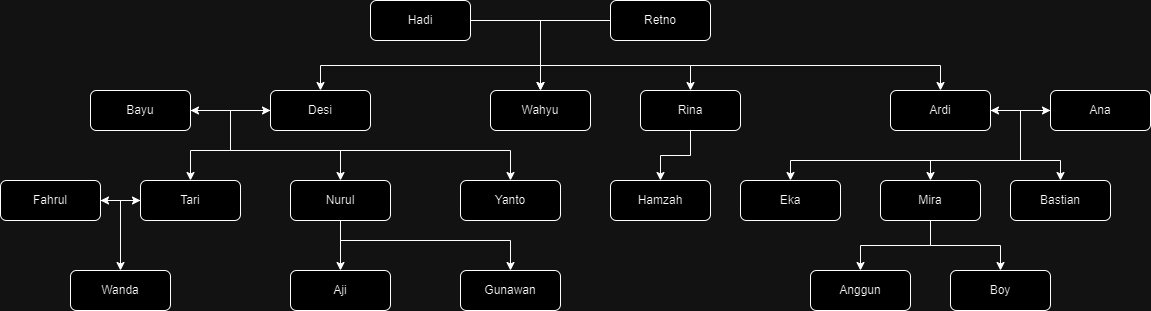 Hadi
Retno
Bayu
Desi
Wahyu
Rina
Ardi
Ana
Fahrul
Tari
Nurul
Yanto
Hamzah
Eka
Mira
Bastian
Wanda
Aji
Gunawan
Anggun
Boy